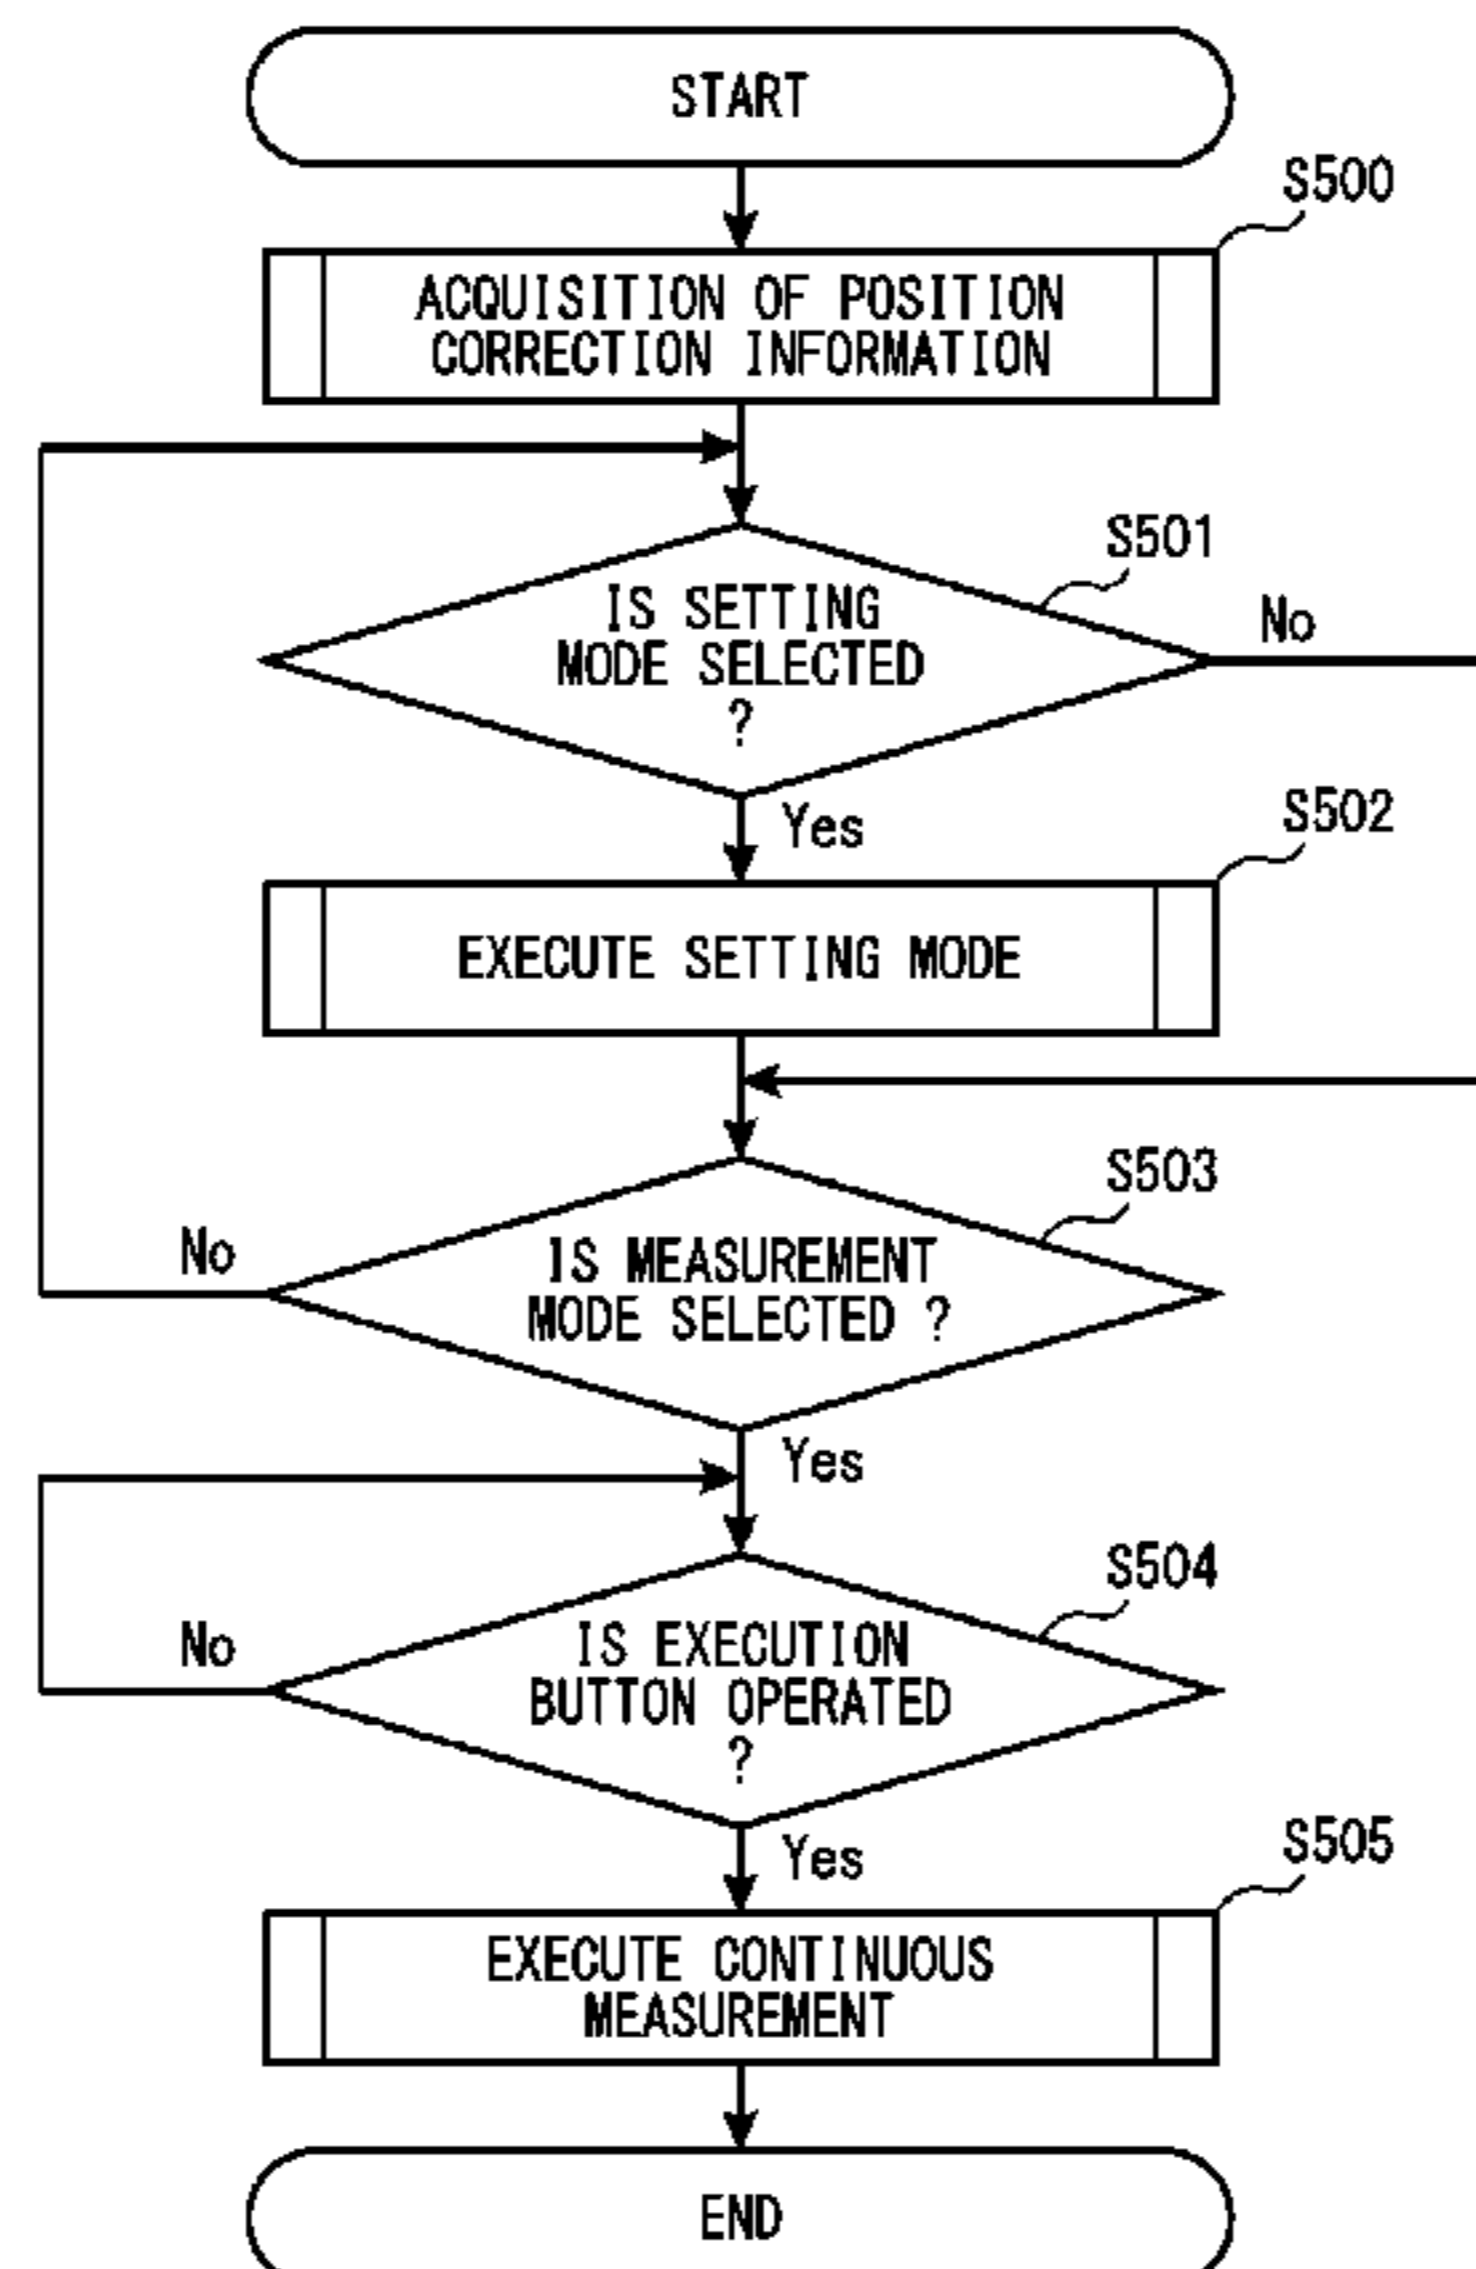 START
S500
ACQUISITION OF POSITION
CORRECTION INFORMATION
S501
IS SETTING
MODE SELECTED
?
No
Yes
S502
EXECUTE SETTING MODE
S503
IS MEASUREMENT
MODE SELECTED ?
No
Yes
S504
IS EXECUTION
BUTTON OPERATED
?
No
Yes
S505
EXECUTE CONTINUOUS
MEASUREMENT
END